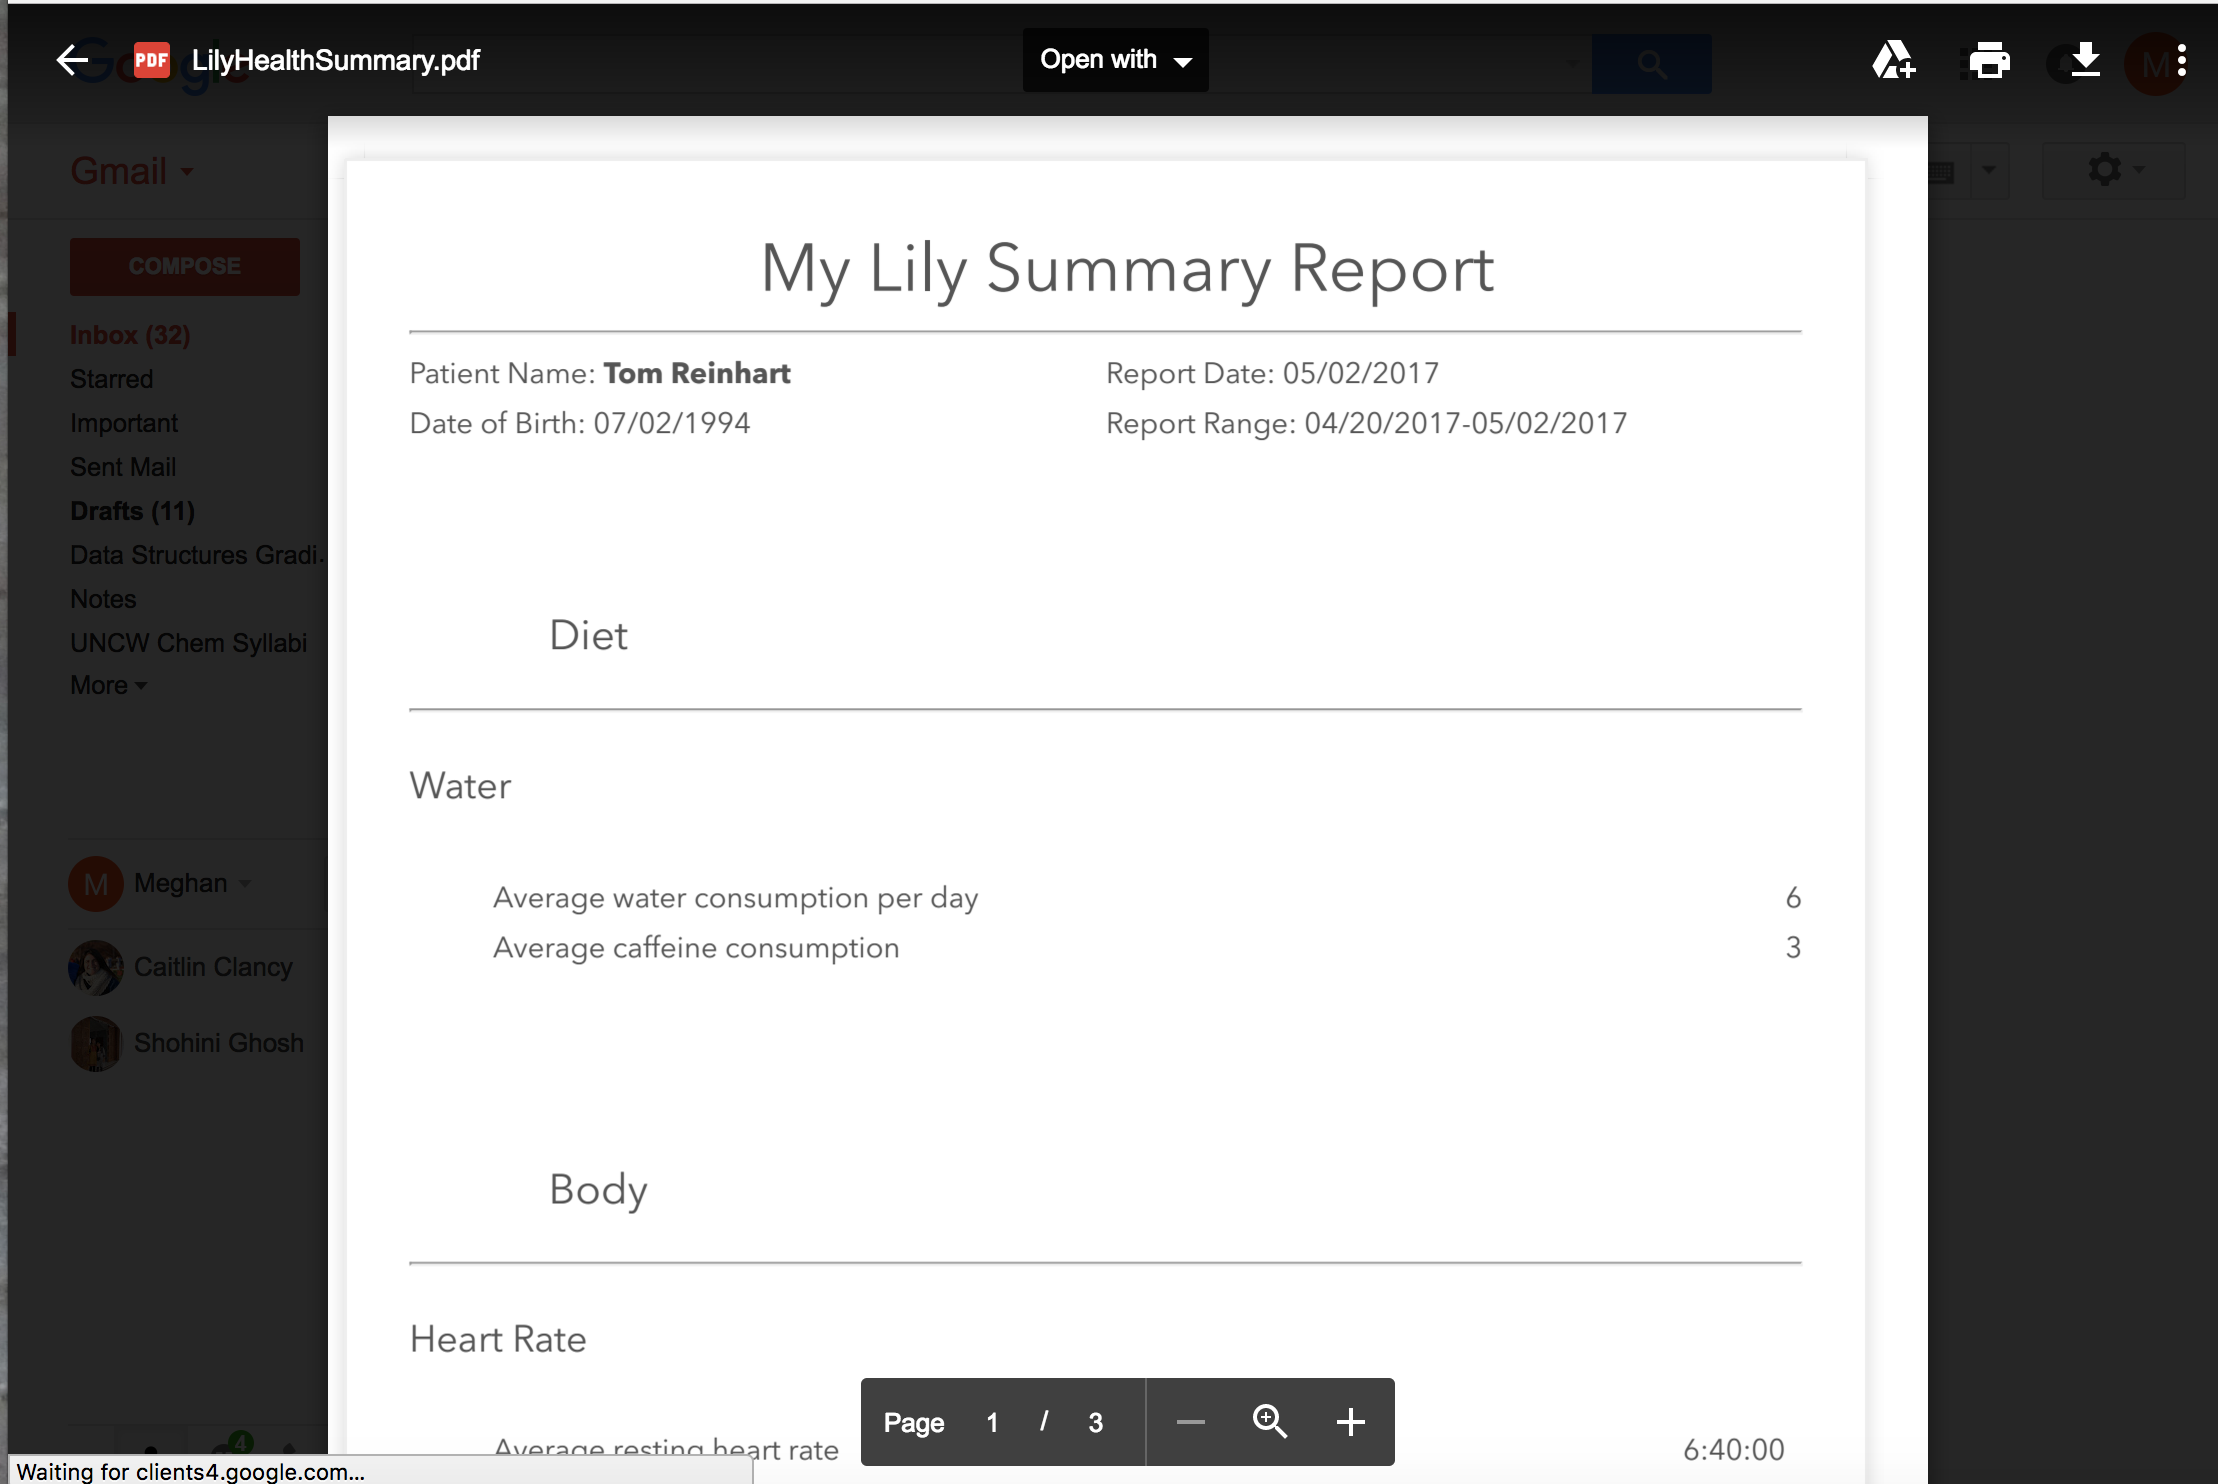 Google
PDF LilyHealthSummary.pdf
Open with
M
Gmail
COMPOSE
Inbox (32)
Starred
Important
Sent Mail
Drafts (11)
Data Structures Gradi.
Notes
UNCW Chem Syllabi
More
M Meghan
Caitlin Clancy
Shohini Ghosh
4
My Lily Summary Report
Patient Name: Tom Reinhart Report Date: 05/02/2017
Date of Birth: 07/02/1994 Report Range: 04/20/2017-05/02/2017
Diet
Water
Average water consumption per day 6
Average caffeine consumption 3
Body
Heart Rate
Average resting heart rate 6:40:00
Page 1 / 3
Waiting for clients4.google.com...